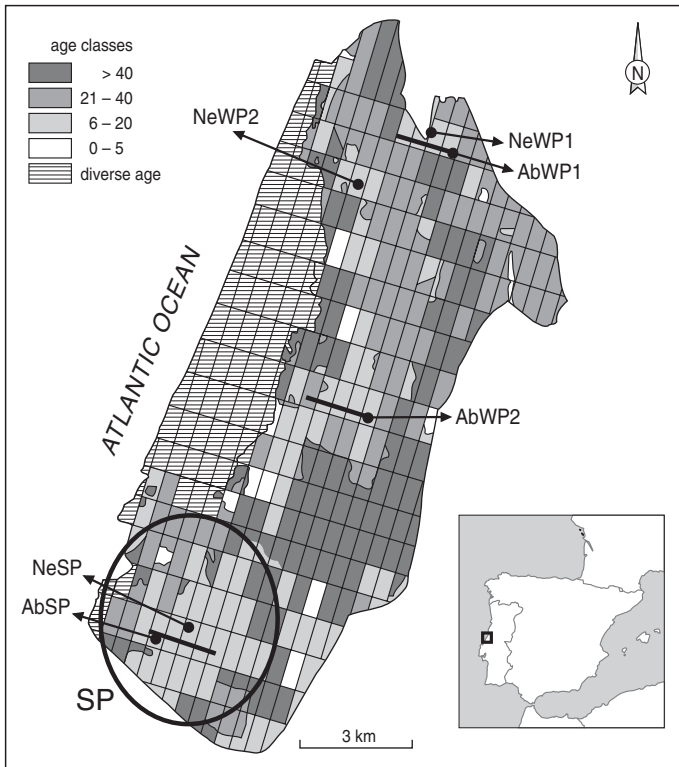 age classes
> 40
21 – 40
6 – 20
0 – 5
diverse age
N
NeWP2
NeWP1
AbWP1
ATLANTIC OCEAN
AbWP2
NeSP
AbSP
SP
3 km